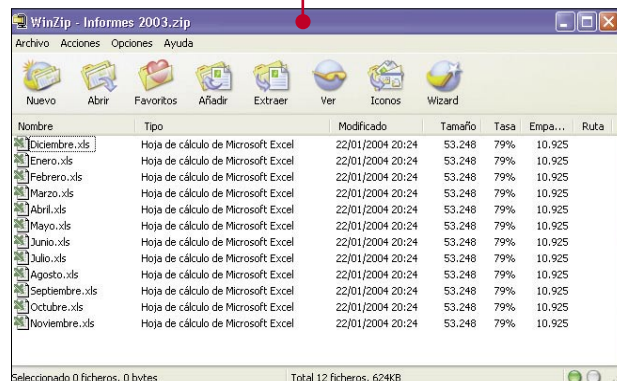 WinZip - Informes 2003.zip
Archivo Acciones Opciones Ayuda
Nuevo Abrir Favoritos Añadir Extraer Ver Iconos Wizard
Nombre Tipo Modificado Tamaño Tasa Empa... Ruta
Diciembre.xls Hoja de cálculo de Microsoft Excel 22/01/2004 20:24 53.248 79% 10.925
Enero.xls Hoja de cálculo de Microsoft Excel 22/01/2004 20:24 53.248 79% 10.925
Febrero.xls Hoja de cálculo de Microsoft Excel 22/01/2004 20:24 53.248 79% 10.925
Marzo.xls Hoja de cálculo de Microsoft Excel 22/01/2004 20:24 53.248 79% 10.925
Abril.xls Hoja de cálculo de Microsoft Excel 22/01/2004 20:24 53.248 79% 10.925
Mayo.xls Hoja de cálculo de Microsoft Excel 22/01/2004 20:24 53.248 79% 10.925
Junio.xls Hoja de cálculo de Microsoft Excel 22/01/2004 20:24 53.248 79% 10.925
Julio.xls Hoja de cálculo de Microsoft Excel 22/01/2004 20:24 53.248 79% 10.925
Agosto.xls Hoja de cálculo de Microsoft Excel 22/01/2004 20:24 53.248 79% 10.925
Septiembre.xls Hoja de cálculo de Microsoft Excel 22/01/2004 20:24 53.248 79% 10.925
Octubre.xls Hoja de cálculo de Microsoft Excel 22/01/2004 20:24 53.248 79% 10.925
Noviembre.xls Hoja de cálculo de Microsoft Excel 22/01/2004 20:24 53.248 79% 10.925
Seleccionado 0 ficheros, 0 bytes Total 12 ficheros, 624KB